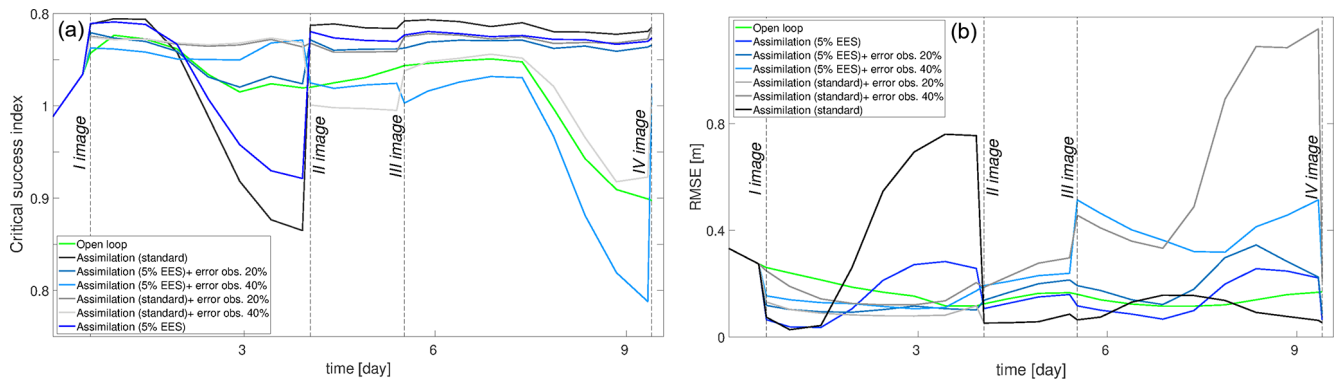 (a)
Critical success index
0.8
1
0.9
0.8
I image
II image
III image
IV image
Open loop
Assimilation (standard)
Assimilation (5% EES)+ error obs. 20%
Assimilation (5% EES)+ error obs. 40%
Assimilation (standard)+ error obs. 20%
Assimilation (standard)+ error obs. 40%
Assimilation (5% EES)
3
6
9
time [day]
(b)
RMSE [m]
0.8
0.4
0
Open loop
Assimilation (5% EES)
Assimilation (5% EES)+ error obs. 20%
Assimilation (5% EES)+ error obs. 40%
Assimilation (standard)+ error obs. 20%
Assimilation (standard)+ error obs. 40%
Assimilation (standard)
I image
II image
III image
IV image
3
6
9
time [day]